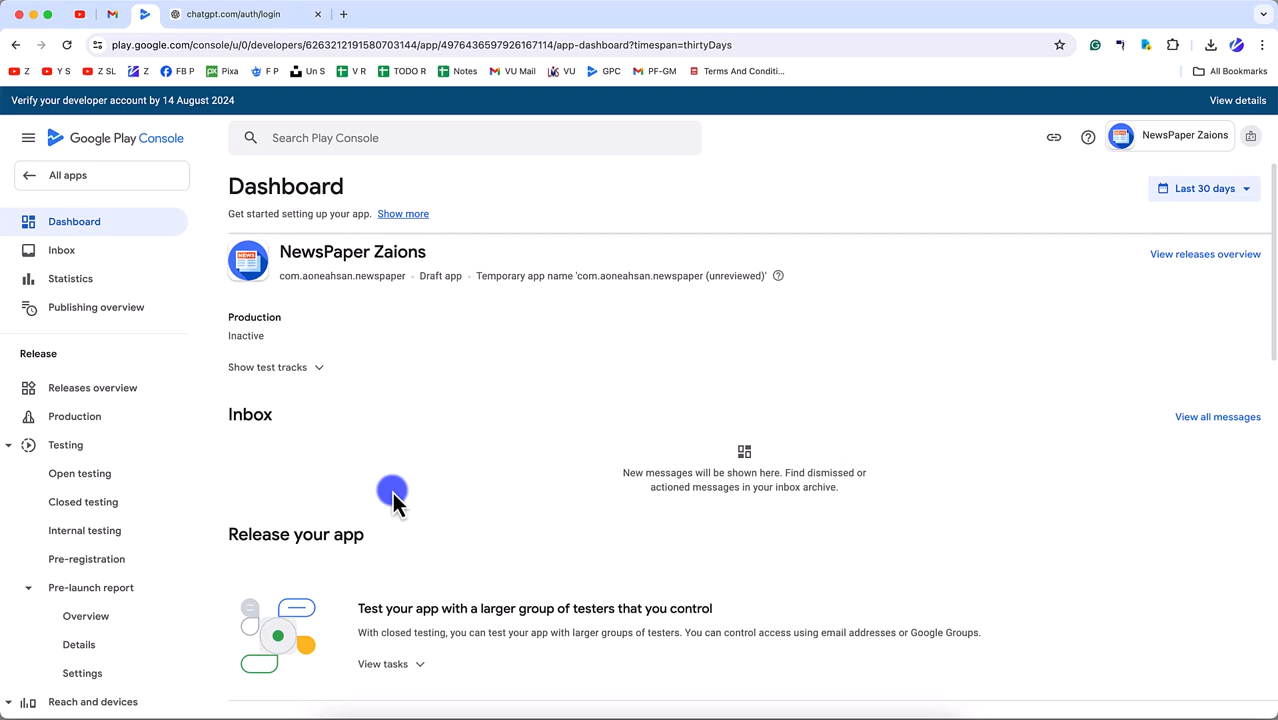 chatgpt.com/auth/login
play.google.com/console/u/0/developers/6263212191580703144/app/4976436597926167114/app-dashboard?timespan=thirtyDays
Z
Y S
Z SL
Z
FB P
Pixa
F P
Un S
V R
TODO R
Notes
VU Mail
VU
GPC
PF-GM
Terms And Conditi...
All Bookmarks
Verify your developer account by 14 August 2024
View details
Google Play Console
Search Play Console
NewsPaper Zaions
All apps
Dashboard
Inbox
Statistics
Publishing overview
Release
Releases overview
Production
Testing
Open testing
Closed testing
Internal testing
Pre-registration
Pre-launch report
Overview
Details
Settings
Reach and devices
Dashboard
Last 30 days
Get started setting up your app. Show more
NEWS
NewsPaper Zaions
View releases overview
com.aoneahsan.newspaper · Draft app · Temporary app name 'com.aoneahsan.newspaper (unreviewed)'
Production
Inactive
Show test tracks
Inbox
View all messages
New messages will be shown here. Find dismissed or
actioned messages in your inbox archive.
Release your app
Test your app with a larger group of testers that you control
With closed testing, you can test your app with larger groups of testers. You can control access using email addresses or Google Groups.
View tasks